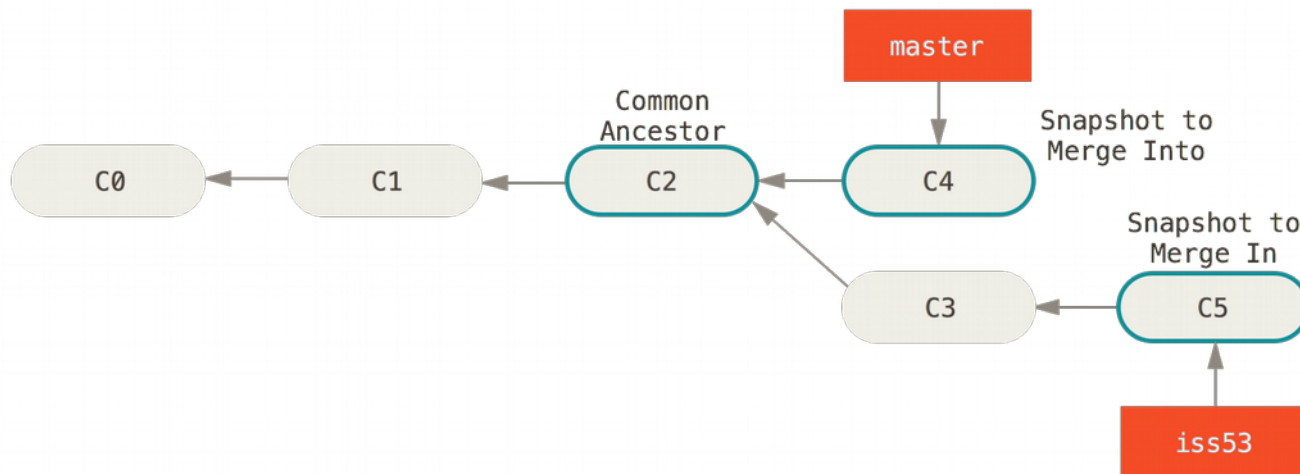 master
Common
Ancestor
Snapshot to
Merge Into
C0
C1
C2
C4
Snapshot to
Merge In
C3
C5
iss53